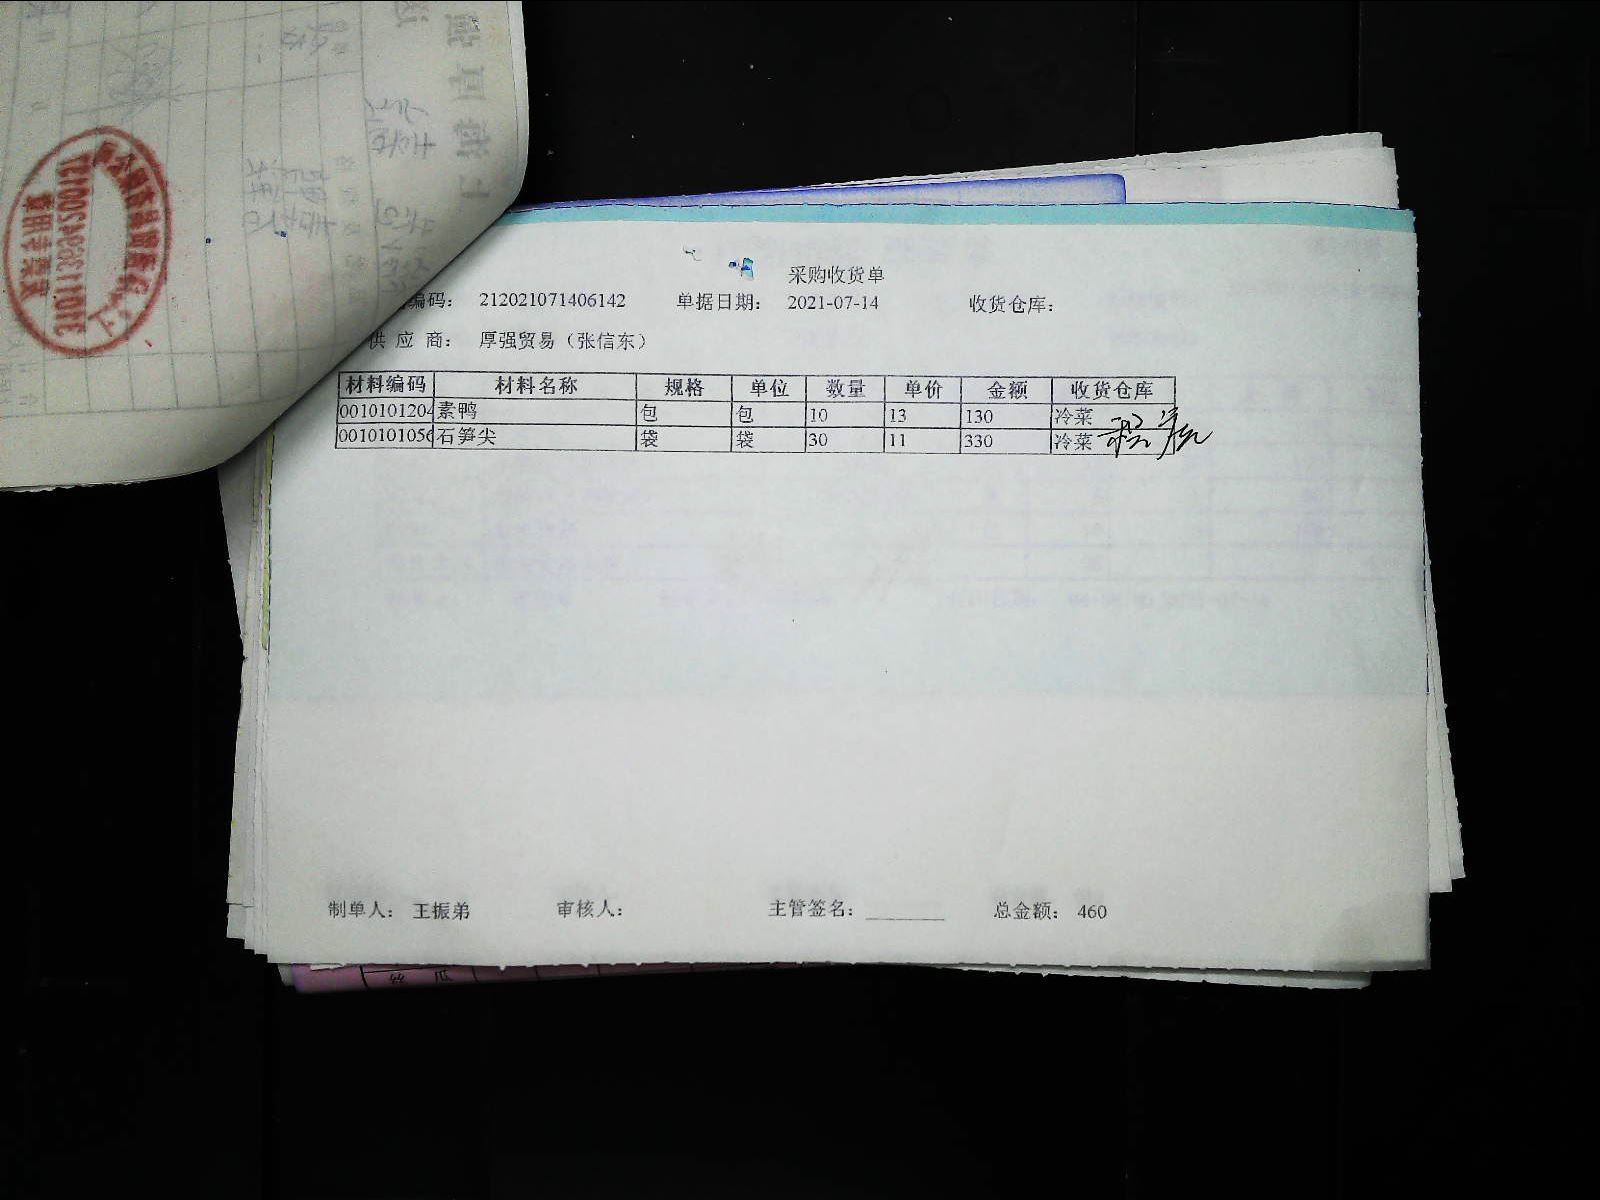 采购收货单
编码： 212021071406142 单据日期： 2021-07-14 收货仓库：
供 应 商： 厚强贸易（张信东）
材料编码 材料名称 规格 单位 数量 单价 金额 收货仓库
0010101204 素鸭 包 包 10 13 130 冷菜
0010101056 石笋尖 袋 袋 30 11 330 冷菜
制单人： 王振弟 审核人： 主管签名： 总金额： 460
丝 瓜